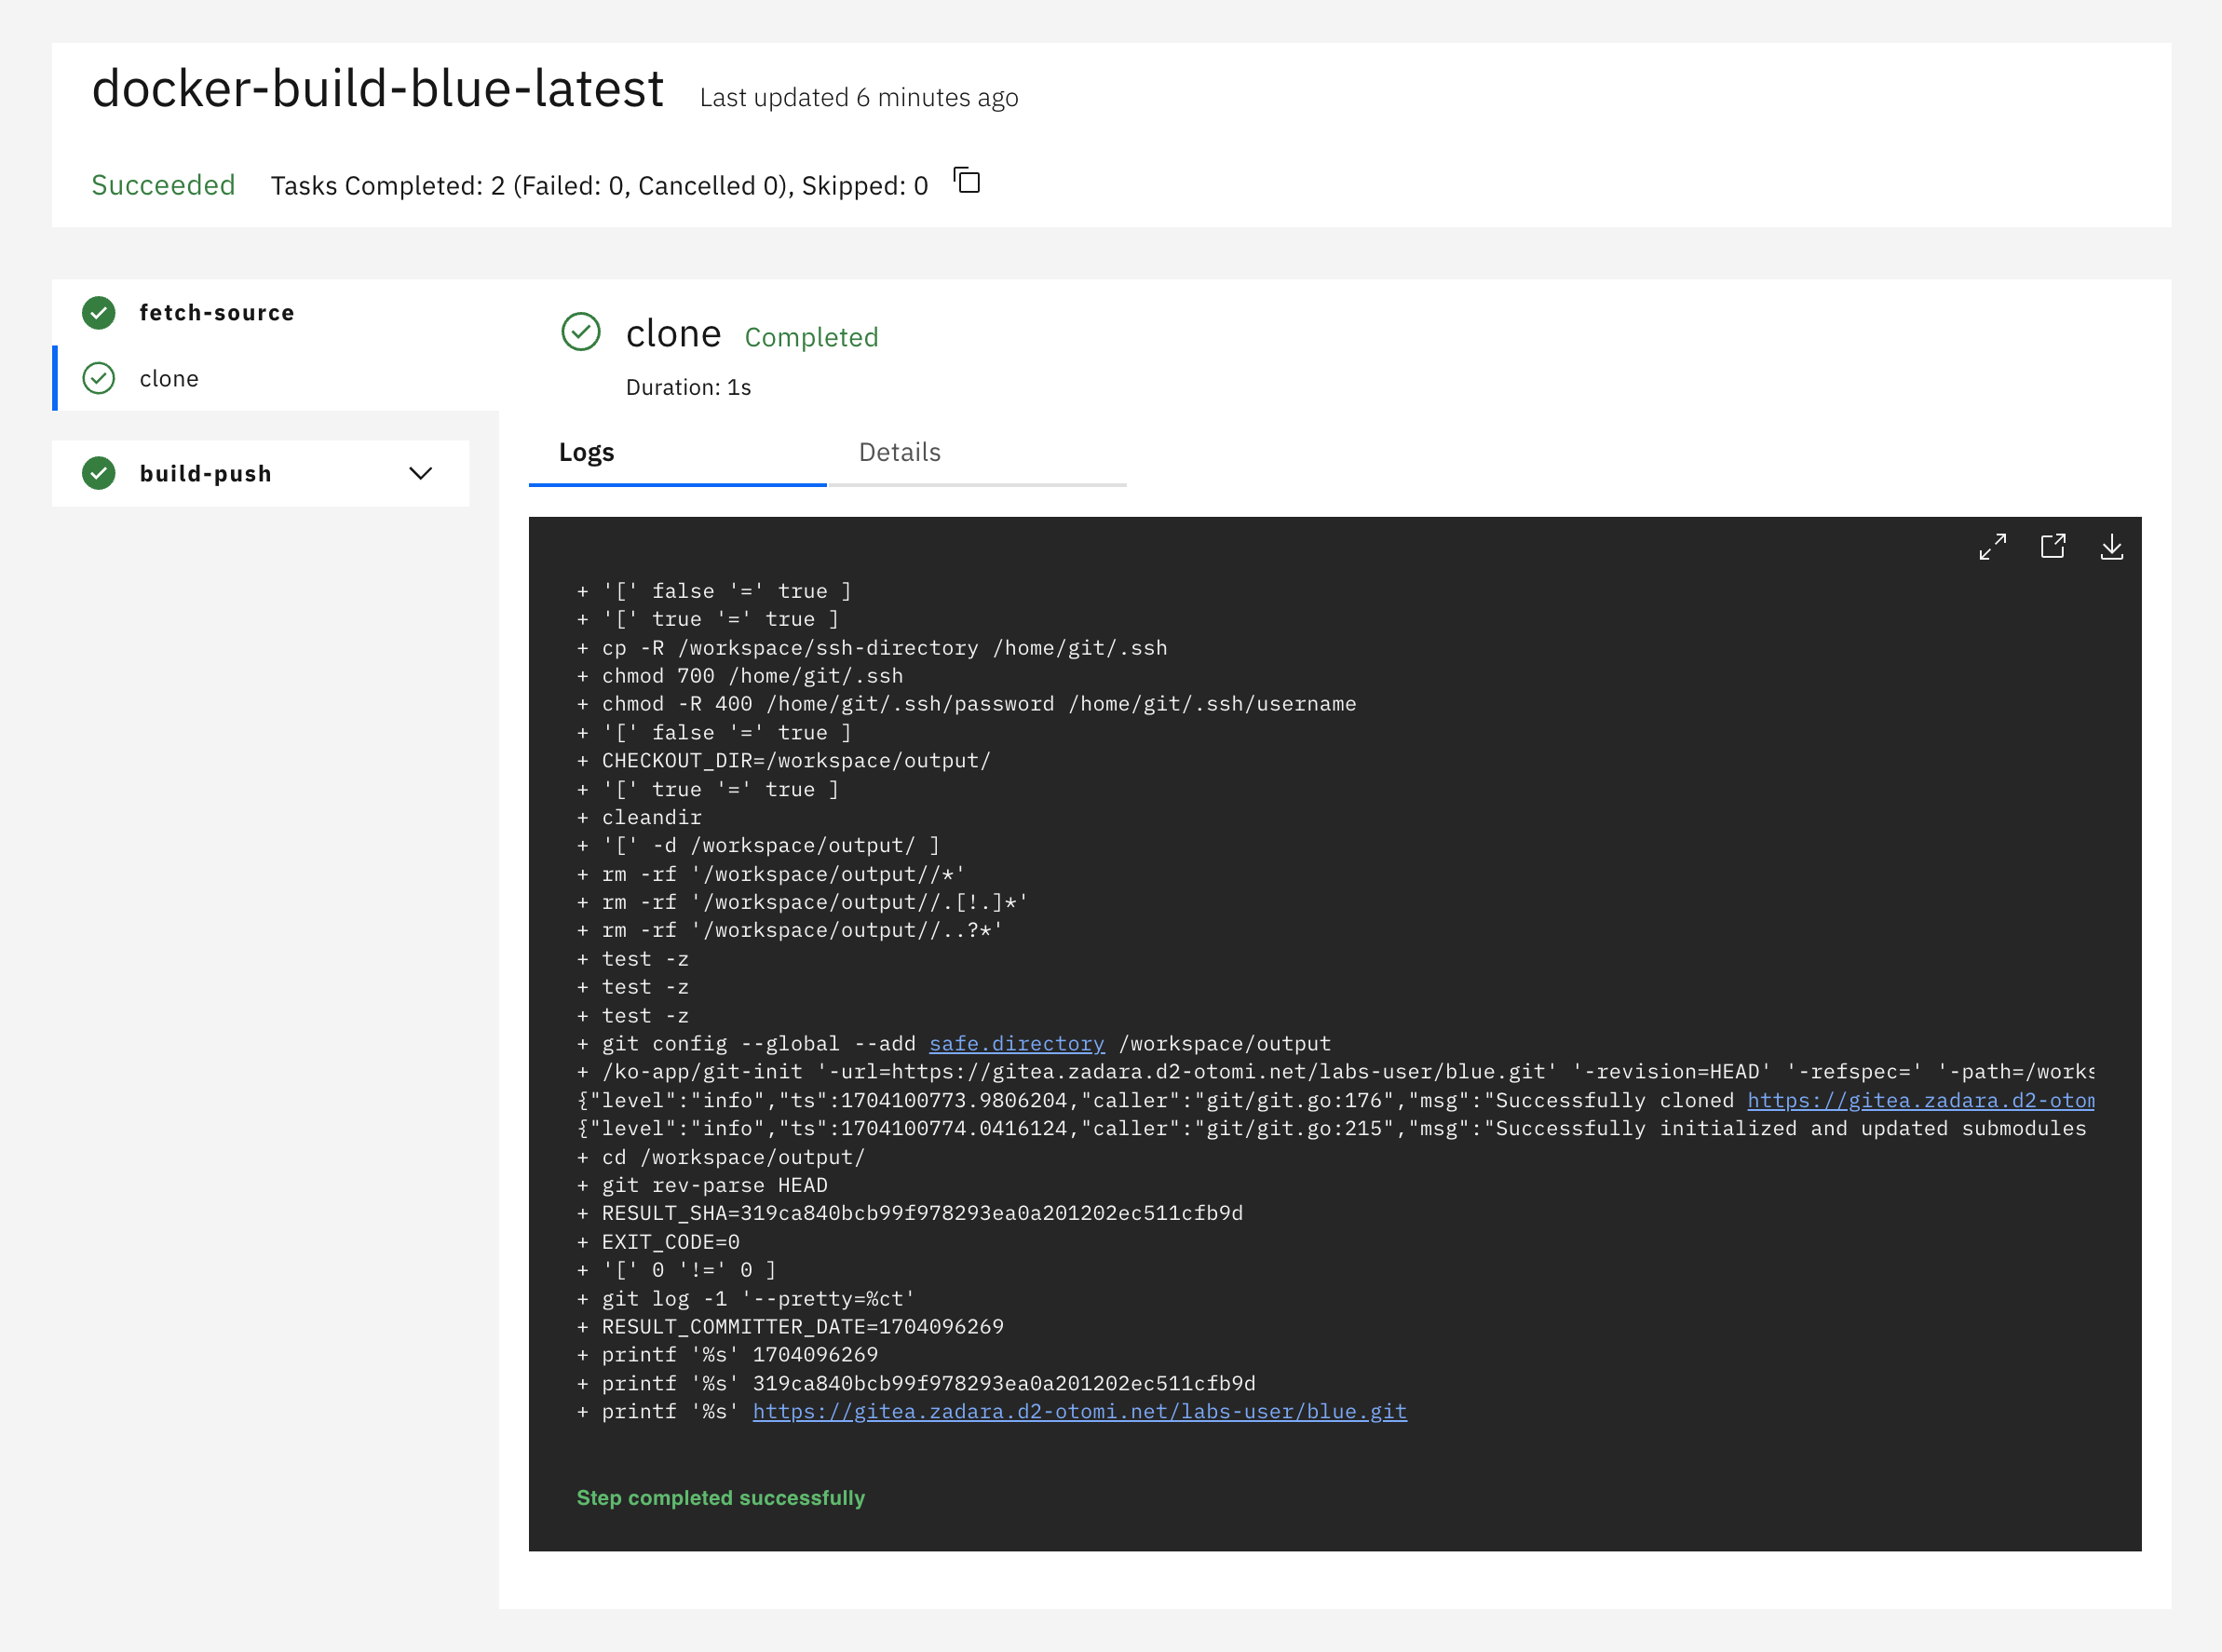 docker-build-blue-latest Last updated 6 minutes ago
Succeeded Tasks Completed: 2 (Failed: 0, Cancelled 0), Skipped: 0
fetch-source
clone
build-push
clone Completed
Duration: 1s
Logs Details
+ '[' false '=' true ]
+ '[' true '=' true ]
+ cp -R /workspace/ssh-directory /home/git/.ssh
+ chmod 700 /home/git/.ssh
+ chmod -R 400 /home/git/.ssh/password /home/git/.ssh/username
+ '[' false '=' true ]
+ CHECKOUT_DIR=/workspace/output/
+ '[' true '=' true ]
+ cleandir
+ '[' -d /workspace/output/ ]
+ rm -rf '/workspace/output//*'
+ rm -rf '/workspace/output//.[!.]*'
+ rm -rf '/workspace/output//..?*'
+ test -z
+ test -z
+ test -z
+ git config --global --add safe.directory /workspace/output
+ /ko-app/git-init '-url=https://gitea.zadara.d2-otomi.net/labs-user/blue.git' '-revision=HEAD' '-refspec=' '-path=/works
{"level":"info","ts":1704100773.9806204,"caller":"git/git.go:176","msg":"Successfully cloned https://gitea.zadara.d2-otom
{"level":"info","ts":1704100774.0416124,"caller":"git/git.go:215","msg":"Successfully initialized and updated submodules
+ cd /workspace/output/
+ git rev-parse HEAD
+ RESULT_SHA=319ca840bcb99f978293ea0a201202ec511cfb9d
+ EXIT_CODE=0
+ '[' 0 '!=' 0 ]
+ git log -1 '--pretty=%ct'
+ RESULT_COMMITTER_DATE=1704096269
+ printf '%s' 1704096269
+ printf '%s' 319ca840bcb99f978293ea0a201202ec511cfb9d
+ printf '%s' https://gitea.zadara.d2-otomi.net/labs-user/blue.git
Step completed successfully